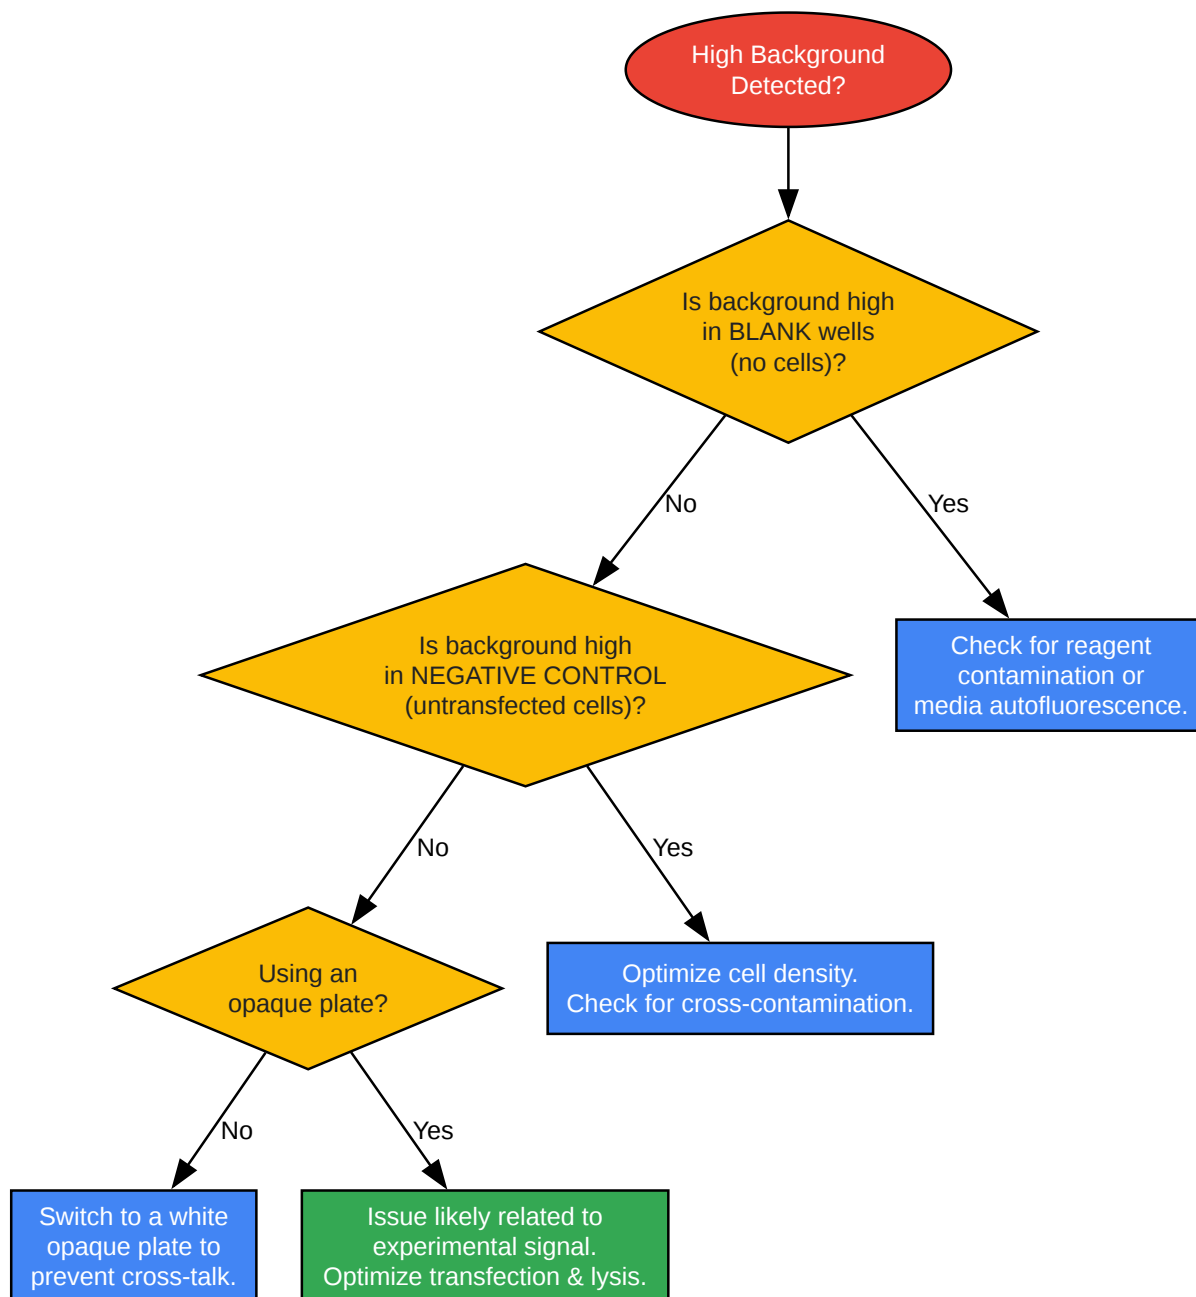 High Background
Detected?
Is background high
in BLANK wells
(no cells)?
No
Yes
Is background high
in NEGATIVE CONTROL
(untransfected cells)?
Check for reagent
contamination or
media autofluorescence.
No
Yes
Using an
opaque plate?
Optimize cell density.
Check for cross-contamination.
No
Yes
Switch to a white
opaque plate to
prevent cross-talk.
Issue likely related to
experimental signal.
Optimize transfection & lysis.